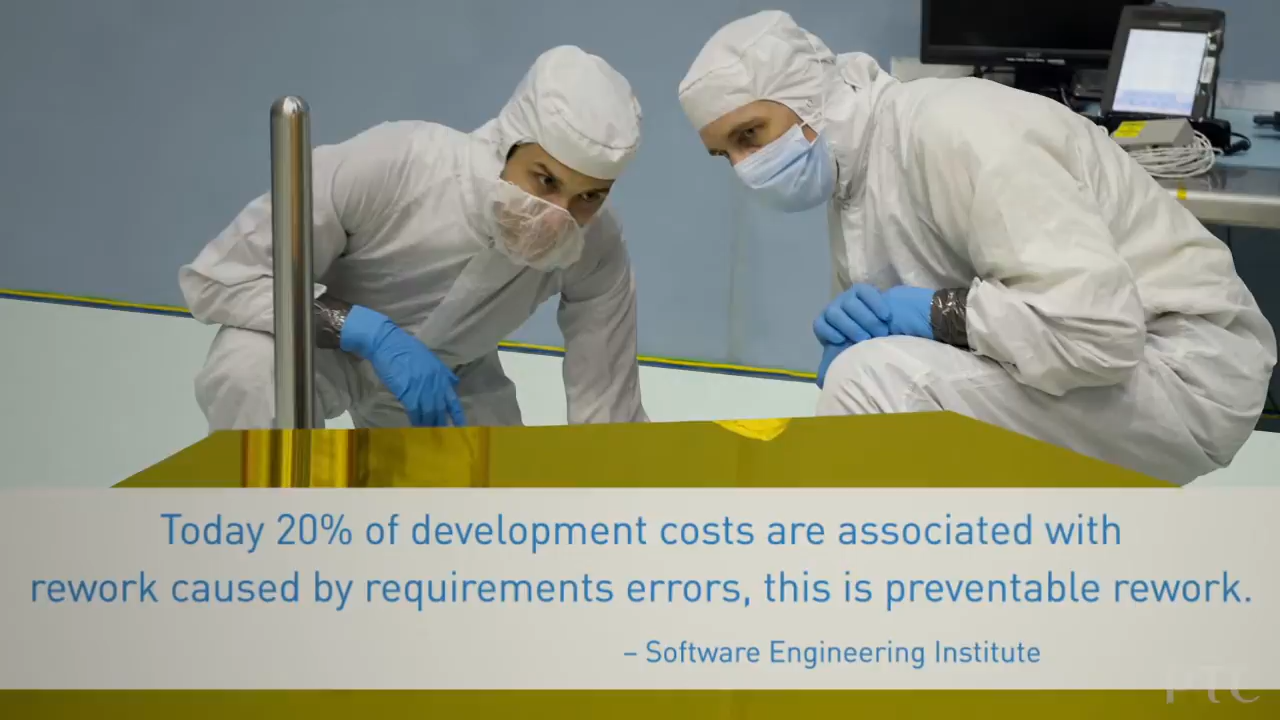 Today 20% of development costs are associated with
rework caused by requirements errors, this is preventable rework.
– Software Engineering Institute
PTC